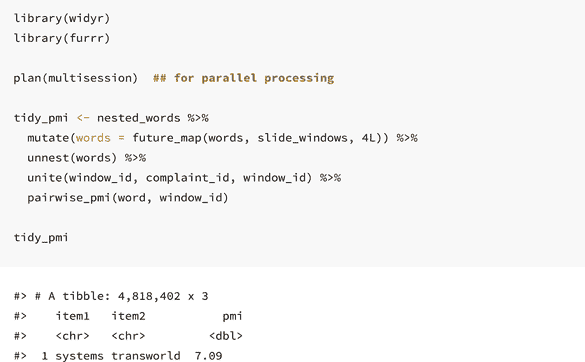 library(widyr)
library(furrr)
plan(multisession)  ## for parallel processing
tidy_pmi <- nested_words %>%
  mutate(words = future_map(words, slide_windows, 4L)) %>%
  unnest(words) %>%
  unite(window_id, complaint_id, window_id) %>%
  pairwise_pmi(word, window_id)
tidy_pmi
#> # A tibble: 4,818,402 x 3
#>    item1   item2           pmi
#>    <chr>   <chr>         <dbl>
#>  1 systems transworld  7.09